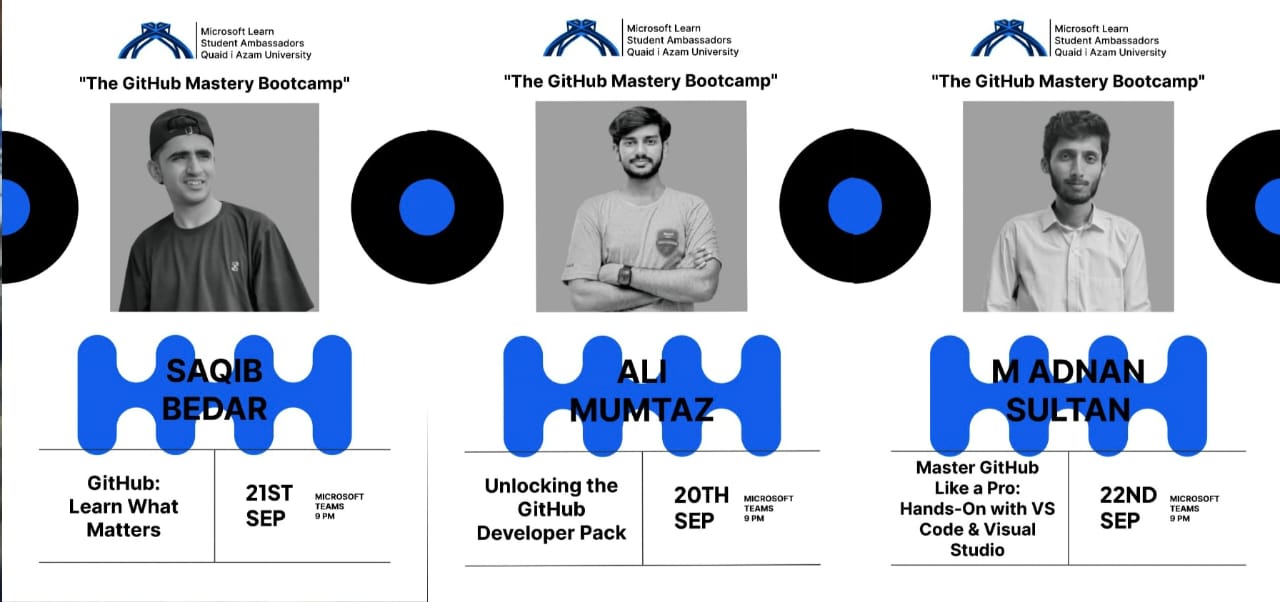 Microsoft Learn
Student Ambassadors
Quaid i Azam University
"The GitHub Mastery Bootcamp"
SAQIB
BEDAR
GitHub:
Learn What
Matters
21ST
SEP
MICROSOFT
TEAMS
9 PM
Microsoft Learn
Student Ambassadors
Quaid i Azam University
"The GitHub Mastery Bootcamp"
ALI
MUMTAZ
Unlocking the
GitHub
Developer Pack
20TH
SEP
MICROSOFT
TEAMS
9 PM
Microsoft Learn
Student Ambassadors
Quaid i Azam University
"The GitHub Mastery Bootcamp"
M ADNAN
SULTAN
Master GitHub
Like a Pro:
Hands-On with VS
Code & Visual
Studio
22ND
SEP
MICROSOFT
TEAMS
9 PM